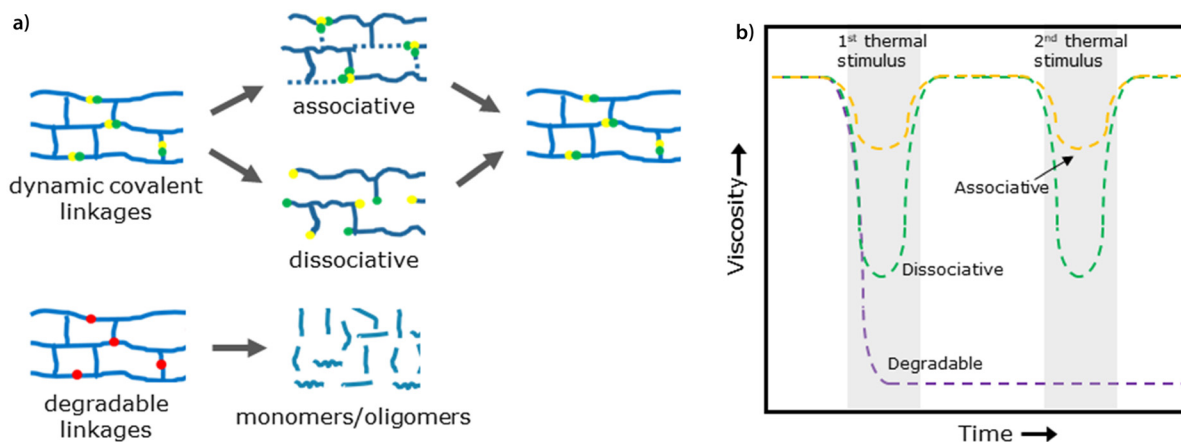 a)
associative
dynamic covalent
linkages
dissociative
degradable
linkages
monomers/oligomers
b)
1st thermal
stimulus
2nd thermal
stimulus
Associative
Dissociative
Degradable
Viscosity
Time